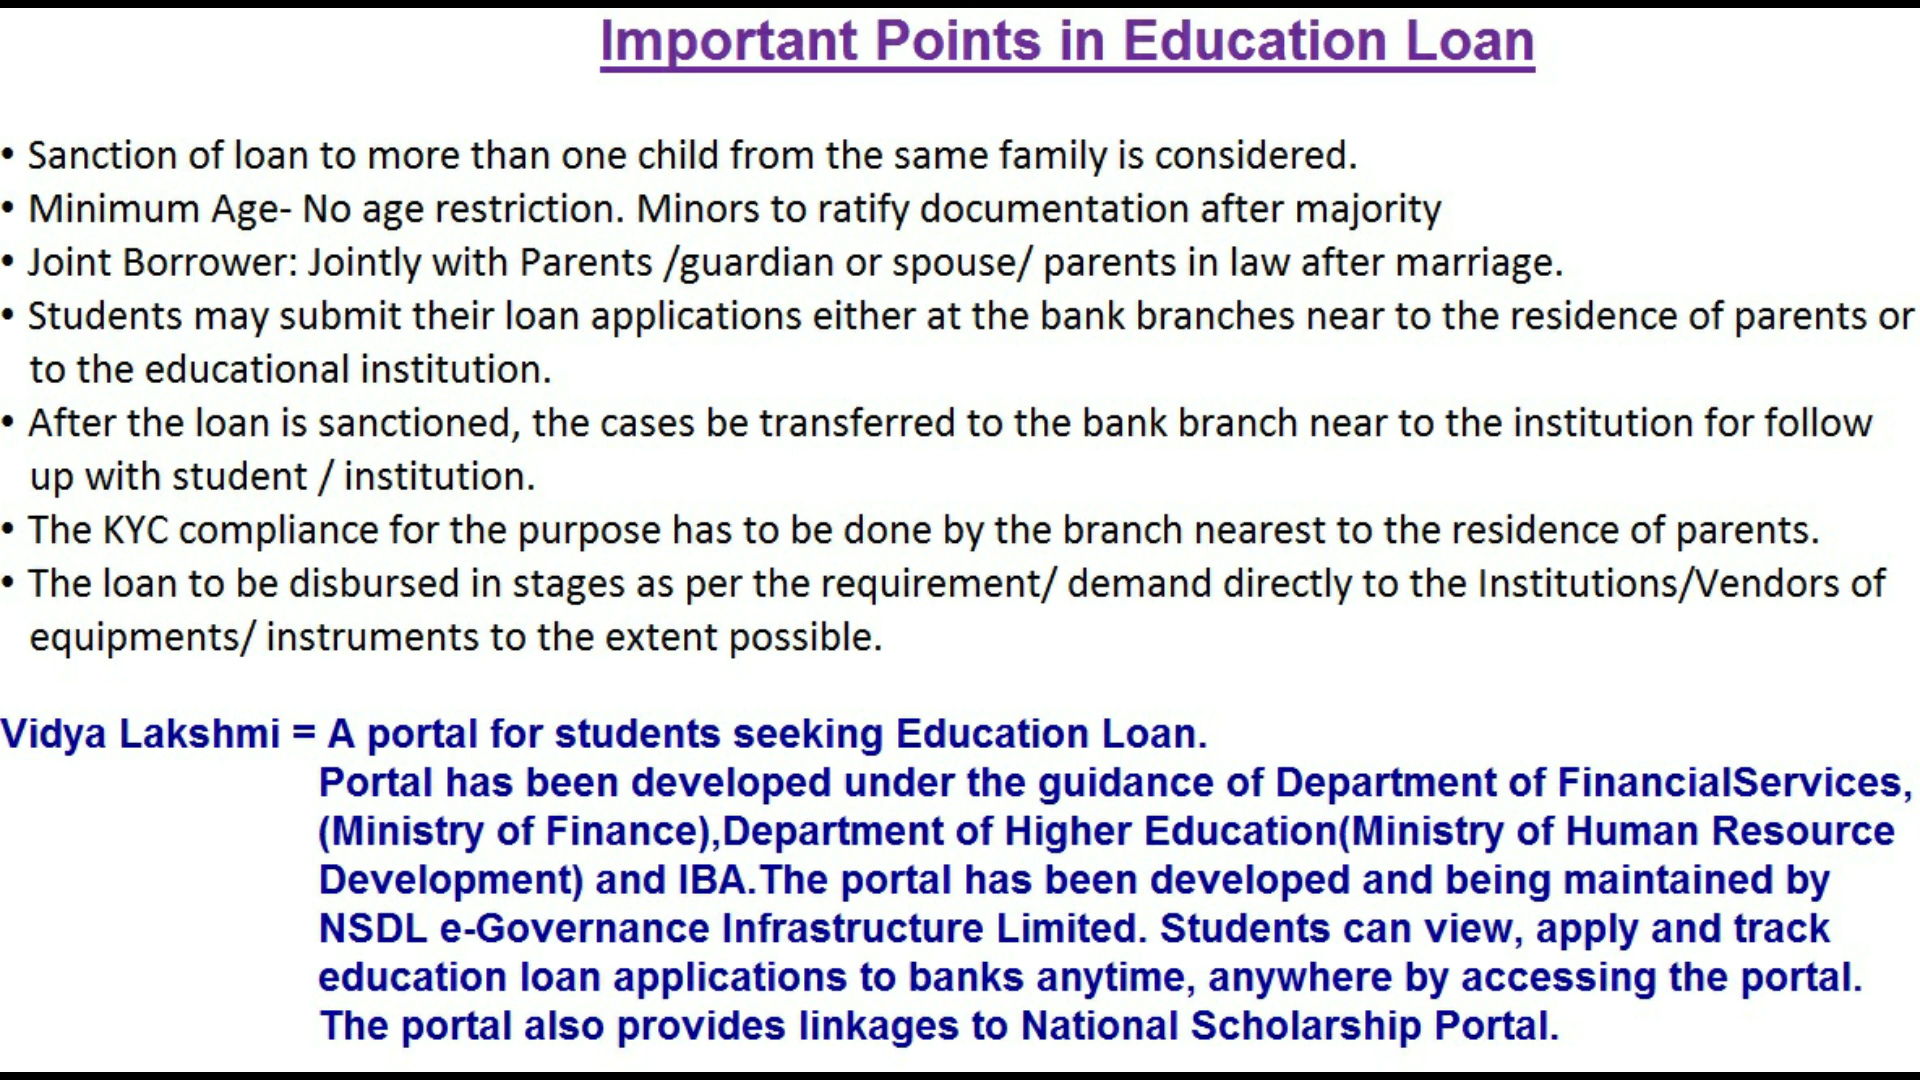 Important Points in Education Loan
• Sanction of loan to more than one child from the same family is considered.
• Minimum Age- No age restriction. Minors to ratify documentation after majority
• Joint Borrower: Jointly with Parents /guardian or spouse/ parents in law after marriage.
• Students may submit their loan applications either at the bank branches near to the residence of parents or
to the educational institution.
• After the loan is sanctioned, the cases be transferred to the bank branch near to the institution for follow
up with student / institution.
• The KYC compliance for the purpose has to be done by the branch nearest to the residence of parents.
• The loan to be disbursed in stages as per the requirement/ demand directly to the Institutions/Vendors of
equipments/ instruments to the extent possible.
Vidya Lakshmi = A portal for students seeking Education Loan.
Portal has been developed under the guidance of Department of FinancialServices,
(Ministry of Finance),Department of Higher Education(Ministry of Human Resource
Development) and IBA.The portal has been developed and being maintained by
NSDL e-Governance Infrastructure Limited. Students can view, apply and track
education loan applications to banks anytime, anywhere by accessing the portal.
The portal also provides linkages to National Scholarship Portal.